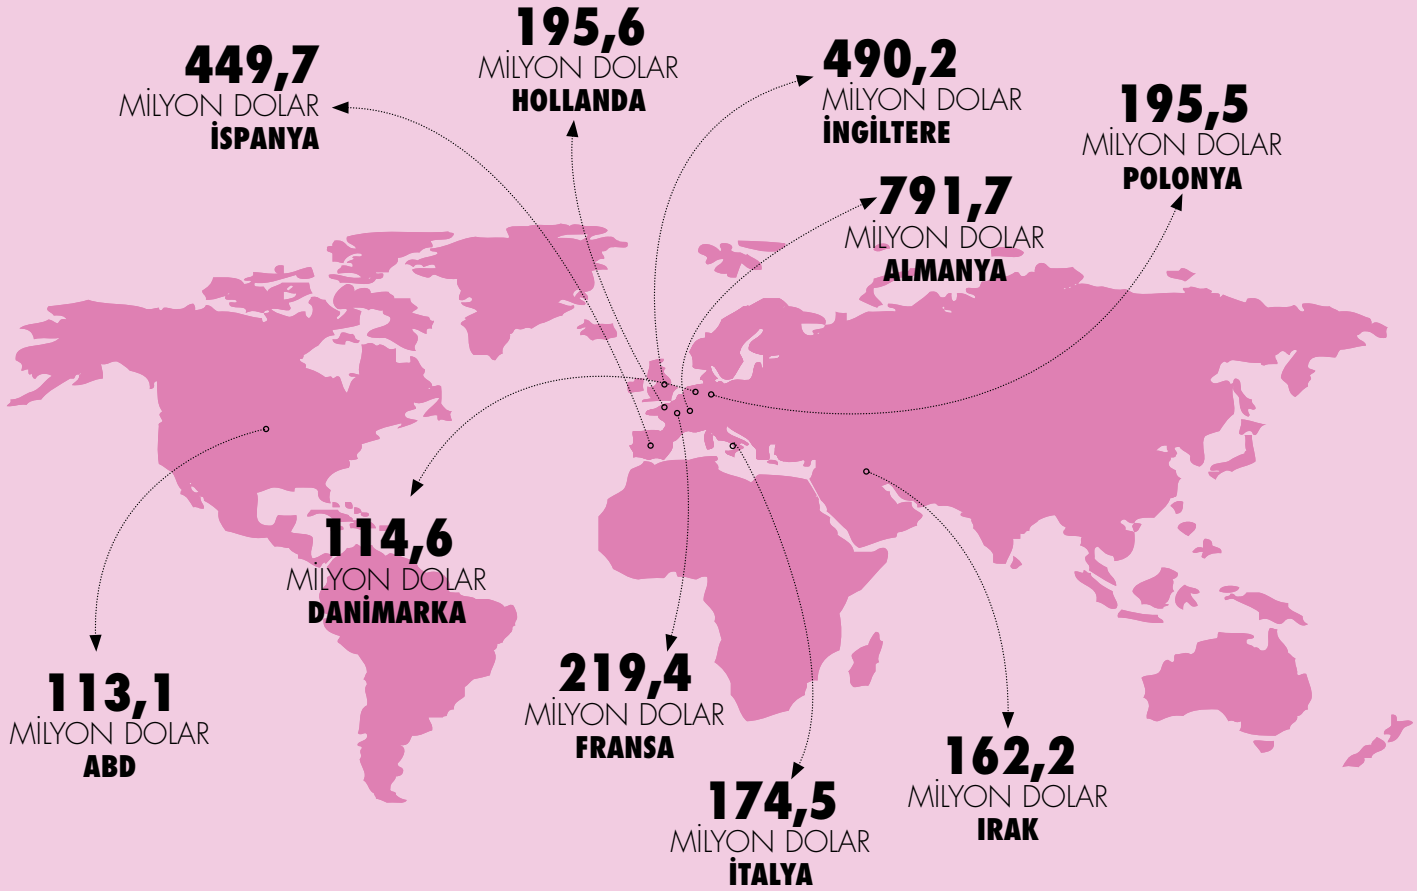 449,7
MİLYON DOLAR
İSPANYA
195,6
MİLYON DOLAR
HOLLANDA
490,2
MİLYON DOLAR
İNGİLTERE
195,5
MİLYON DOLAR
POLONYA
791,7
MİLYON DOLAR
ALMANYA
114,6
MİLYON DOLAR
DANİMARKA
113,1
MİLYON DOLAR
ABD
219,4
MİLYON DOLAR
FRANSA
174,5
MİLYON DOLAR
İTALYA
162,2
MİLYON DOLAR
IRAK